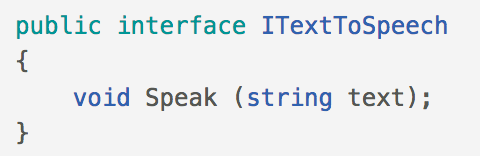 public interface ITextToSpeech
{
    void Speak (string text);
}